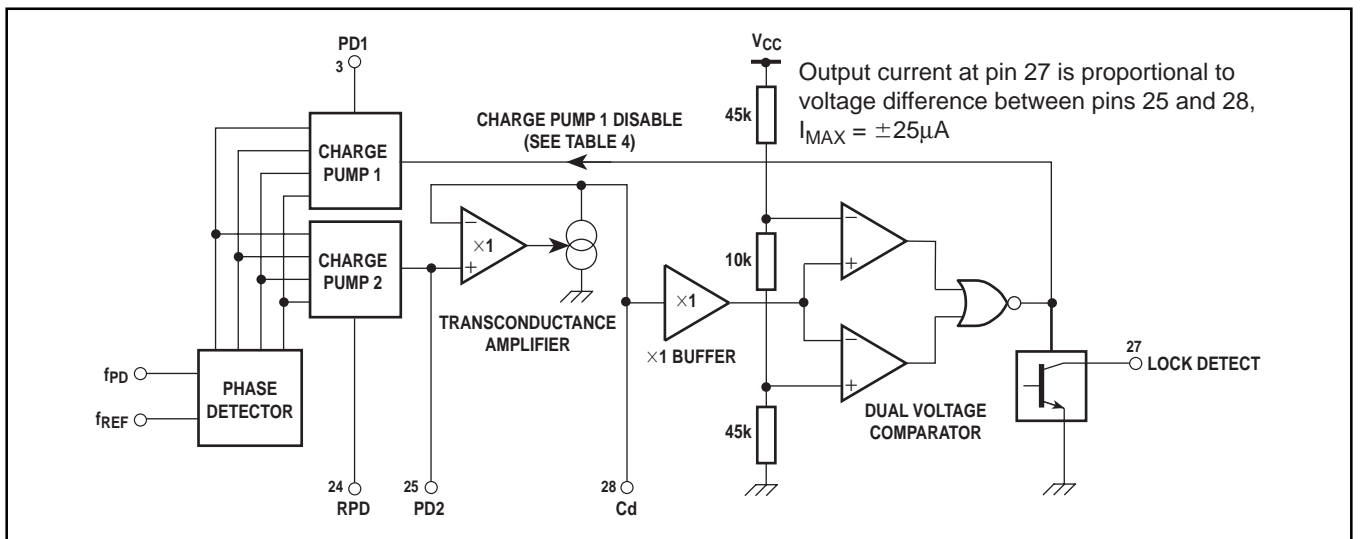 PD1
3
VCC
Output current at pin 27 is proportional to
voltage difference between pins 25 and 28,
IMAX = ±25μA
45k
CHARGE PUMP 1 DISABLE
(SEE TABLE 4)
CHARGE
PUMP 1
−
×1
+
10k
−
+
CHARGE
PUMP 2
×1
TRANSCONDUCTANCE
AMPLIFIER
×1 BUFFER
−
+
27
LOCK DETECT
fPD
fREF
PHASE
DETECTOR
45k
DUAL VOLTAGE
COMPARATOR
24
RPD
25
PD2
28
Cd